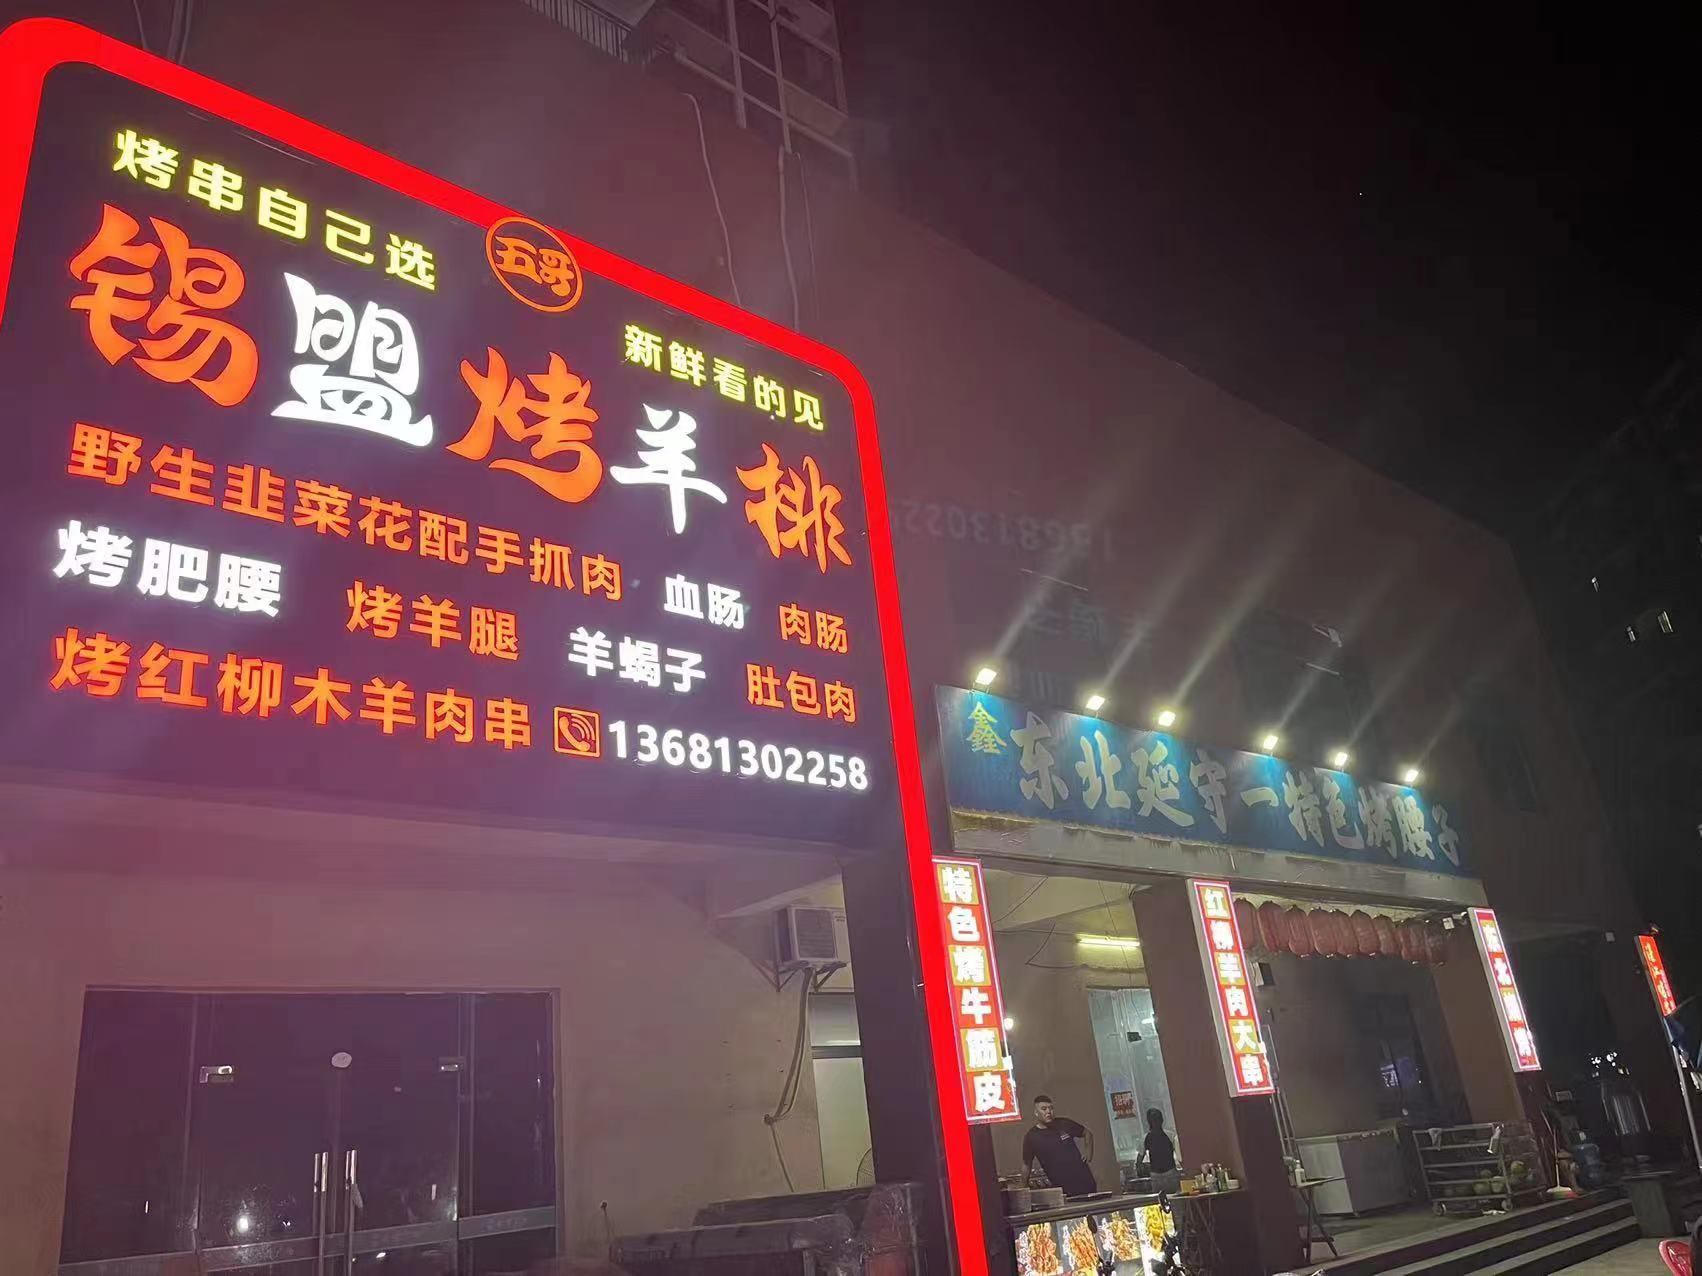 烤串自己选
五哥
新鲜看的见
锡盟烤羊排
野生韭菜花配手抓肉
血肠
肉肠
烤肥腰
烤羊腿
羊蝎子
肚包肉
烤红柳木羊肉串
13681302258
鑫
东北延守一特色烤腰子
特色烤牛筋皮
红柳羊肉大串